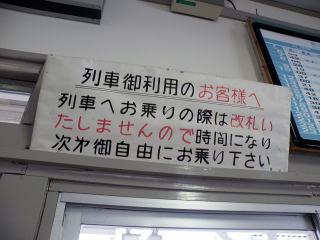 列車御利用のお客様へ
列車へお乗りの際は改札い
たしませんので時間になり
次次御自由にお乗り下さい